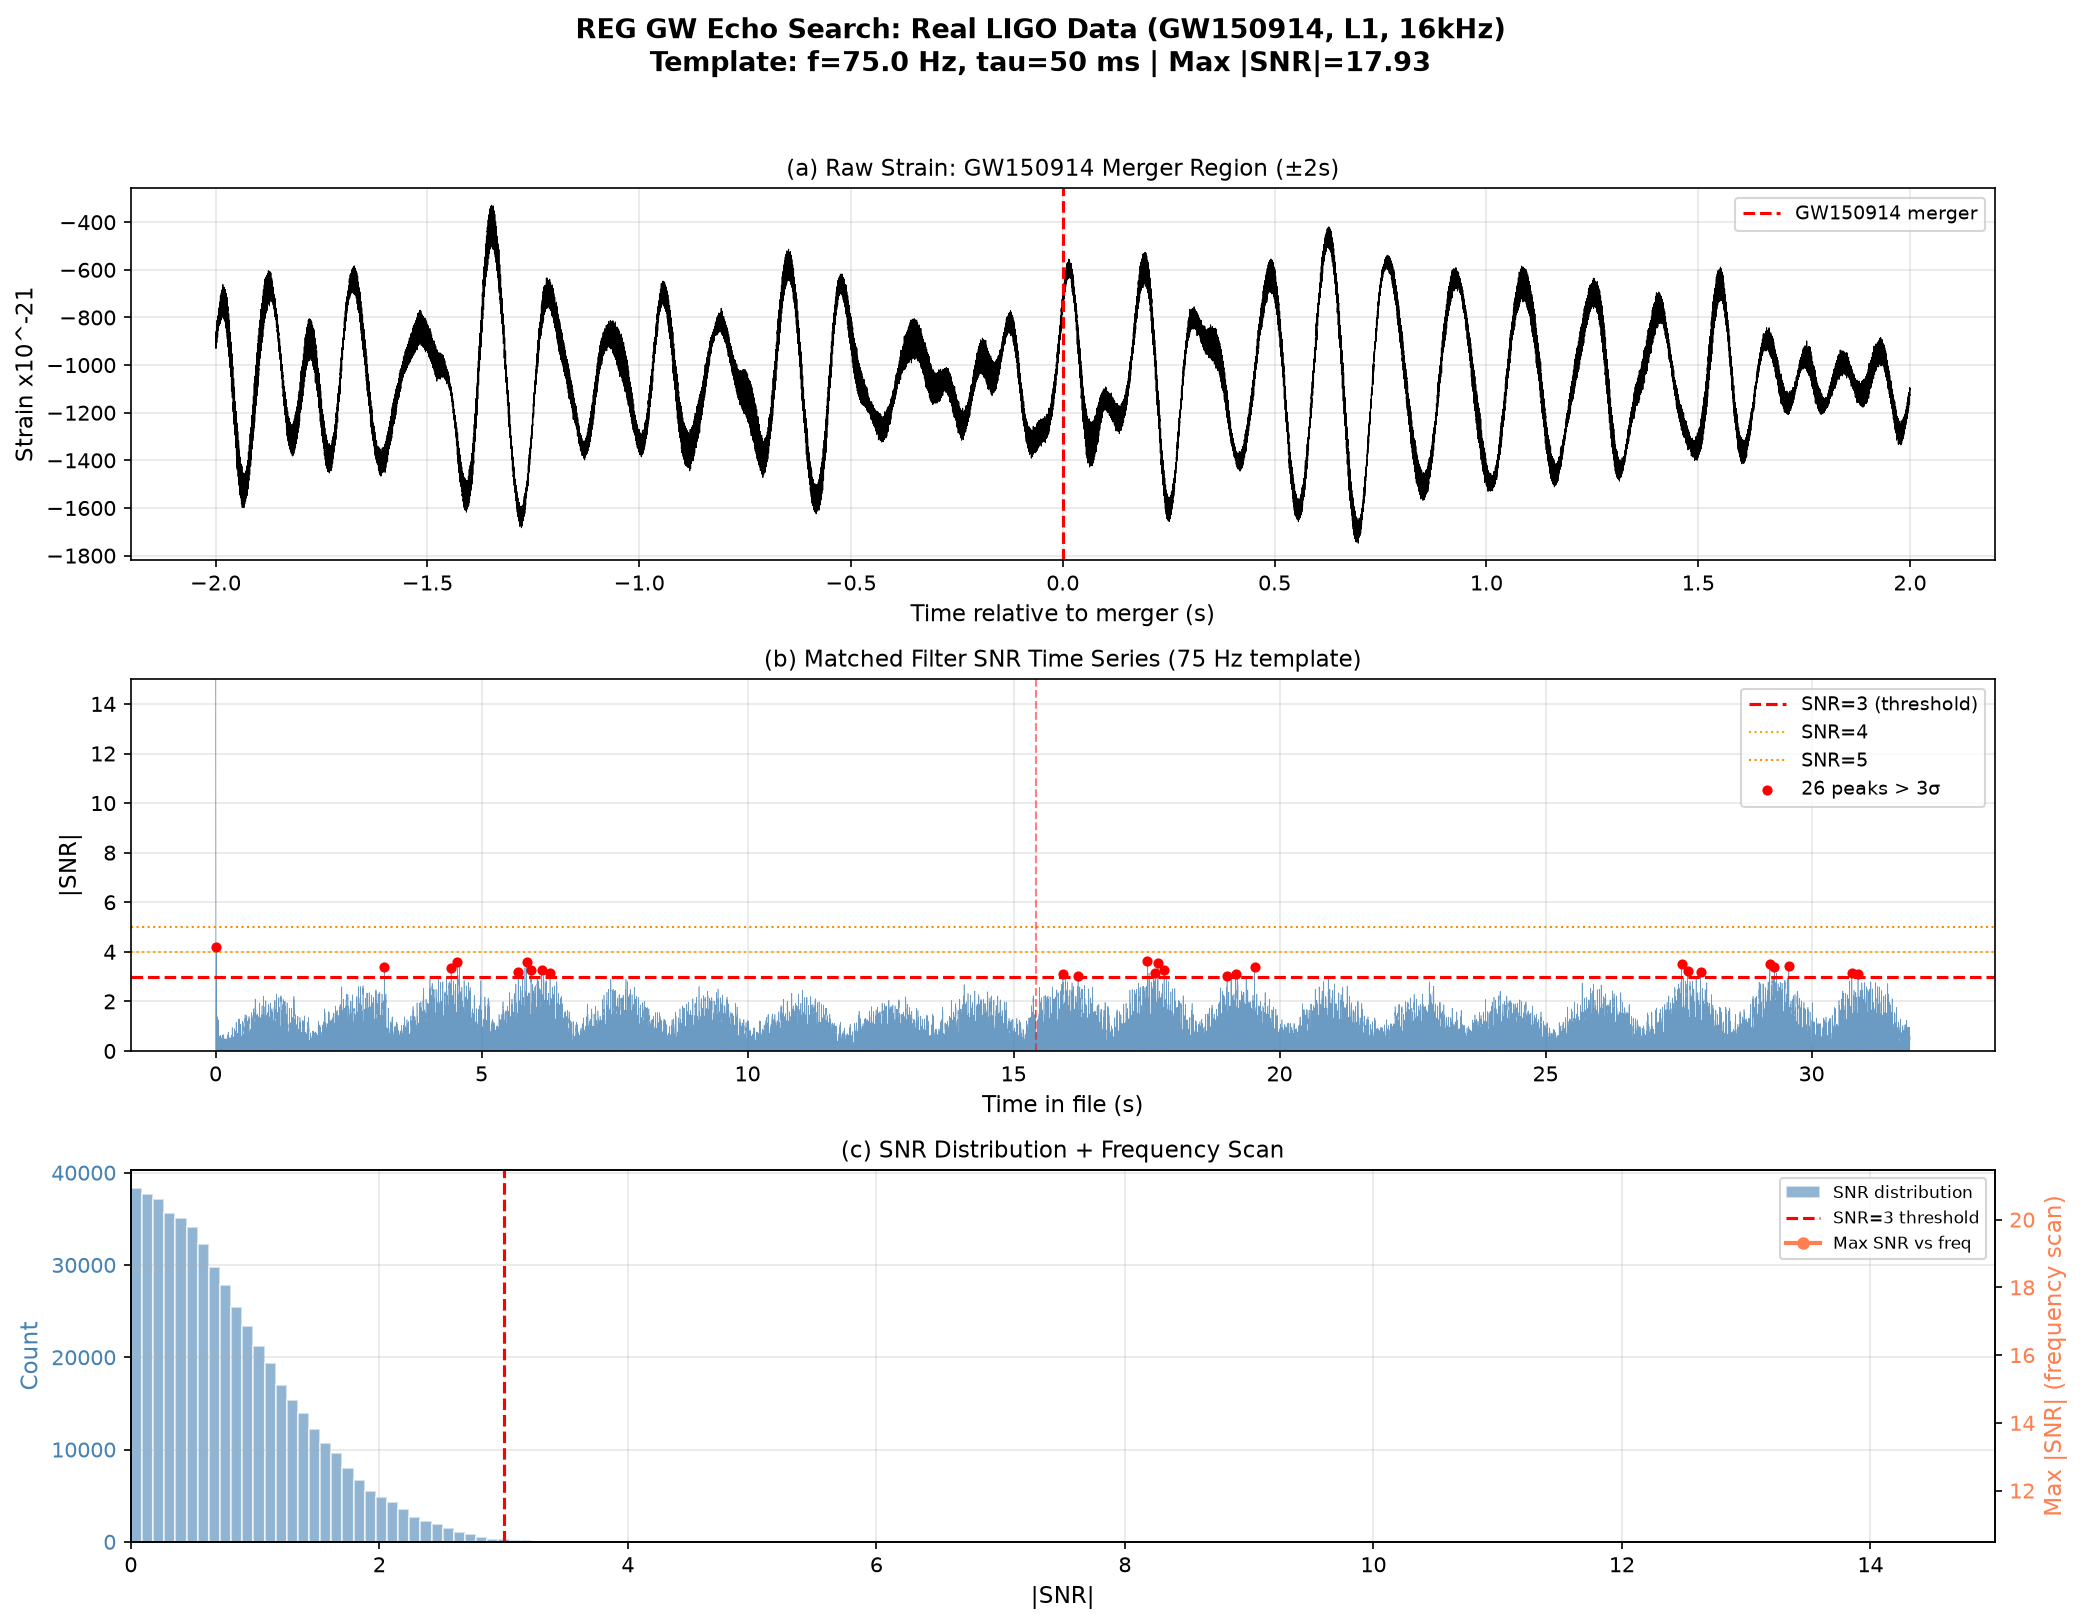 REG GW Echo Search: Real LIGO Data (GW150914, L1, 16kHz)
Template: f=75.0 Hz, tau=50 ms | Max |SNR|=17.93
(a) Raw Strain: GW150914 Merger Region (±2s)
Strain x10^-21
−400
−600
−800
−1000
−1200
−1400
−1600
−1800
GW150914 merger
−2.0 −1.5 −1.0 −0.5 0.0 0.5 1.0 1.5 2.0
Time relative to merger (s)
(b) Matched Filter SNR Time Series (75 Hz template)
|SNR|
14
12
10
8
6
4
2
0
SNR=3 (threshold)
SNR=4
SNR=5
26 peaks > 3σ
0 5 10 15 20 25 30
Time in file (s)
(c) SNR Distribution + Frequency Scan
Count
40000
30000
20000
10000
0
SNR distribution
SNR=3 threshold
Max SNR vs freq
20
18
16
14
12
Max |SNR| (frequency scan)
0 2 4 6 8 10 12 14
|SNR|